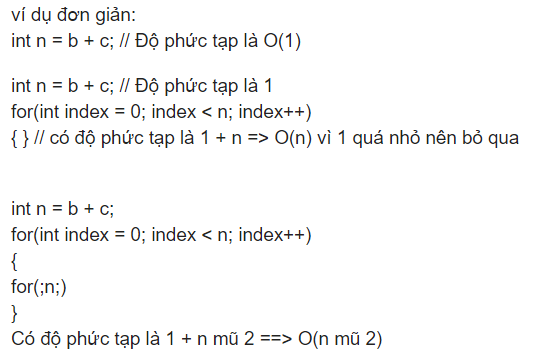 ví dụ đơn giản:
int n = b + c; // Độ phức tạp là O(1)
int n = b + c; // Độ phức tạp là 1
for(int index = 0; index < n; index++)
{ } // có độ phức tạp là 1 + n => O(n) vì 1 quá nhỏ nên bỏ qua
int n = b + c;
for(int index = 0; index < n; index++)
{
for(;n;)
}
Có độ phức tạp là 1 + n mũ 2 ==> O(n mũ 2)